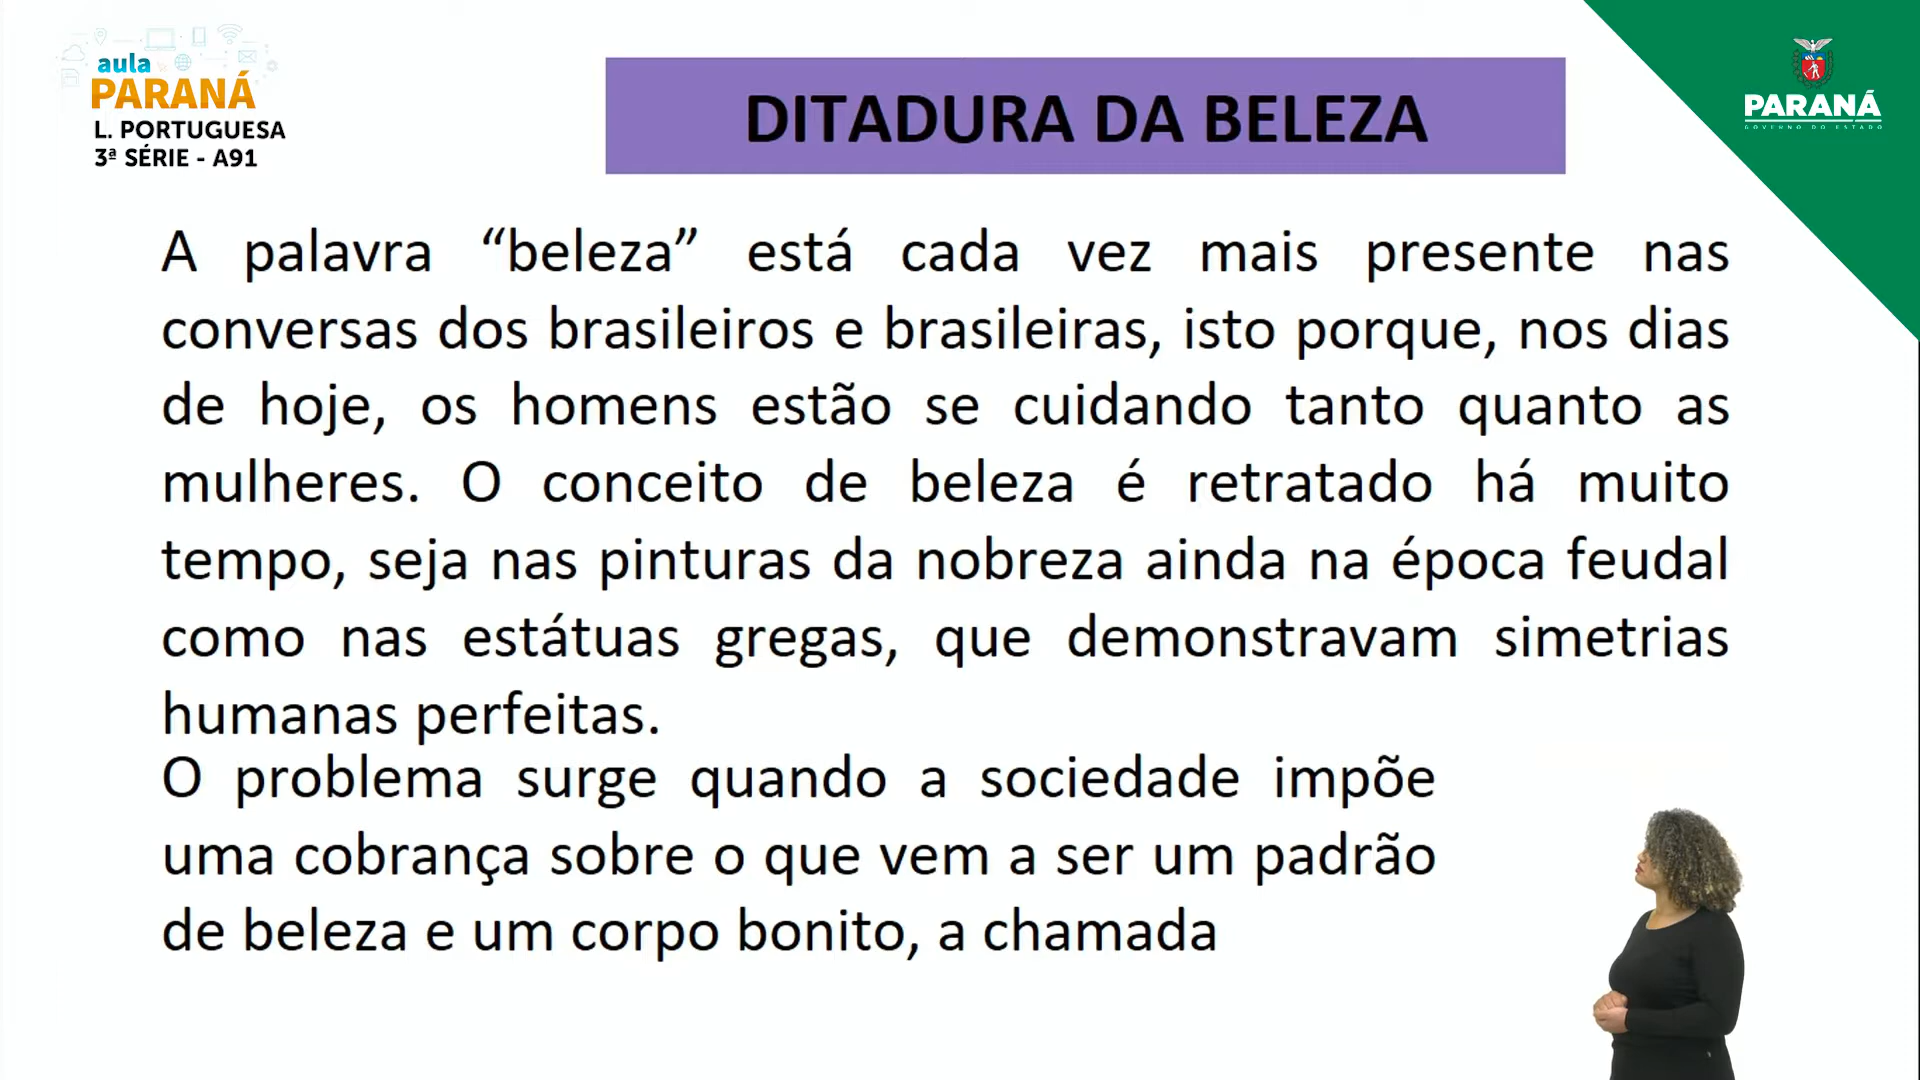 aula
PARANÁ
L. PORTUGUESA
3ª SÉRIE - A91
DITADURA DA BELEZA
PARANÁ
GOVERNO DO ESTADO
A palavra “beleza” está cada vez mais presente nas
conversas dos brasileiros e brasileiras, isto porque, nos dias
de hoje, os homens estão se cuidando tanto quanto as
mulheres. O conceito de beleza é retratado há muito
tempo, seja nas pinturas da nobreza ainda na época feudal
como nas estátuas gregas, que demonstravam simetrias
humanas perfeitas.
O problema surge quando a sociedade impõe
uma cobrança sobre o que vem a ser um padrão
de beleza e um corpo bonito, a chamada